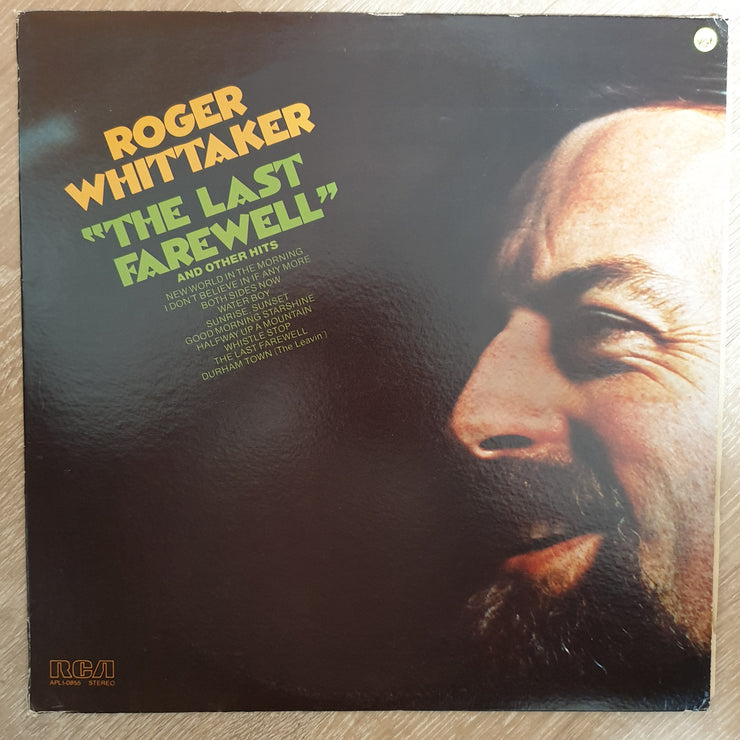 ROGER
WHITTAKER
“THE LAST
FAREWELL”
AND OTHER HITS
NEW WORLD IN THE MORNING
I DON'T BELIEVE IN IF ANY MORE
BOTH SIDES NOW
WATER BOY
SUNRISE, SUNSET
GOOD MORNING STARSHINE
HALFWAY UP A MOUNTAIN
WHISTLE STOP
THE LAST FAREWELL
DURHAM TOWN (The Leavin')
RCA
APL1-0855 STEREO